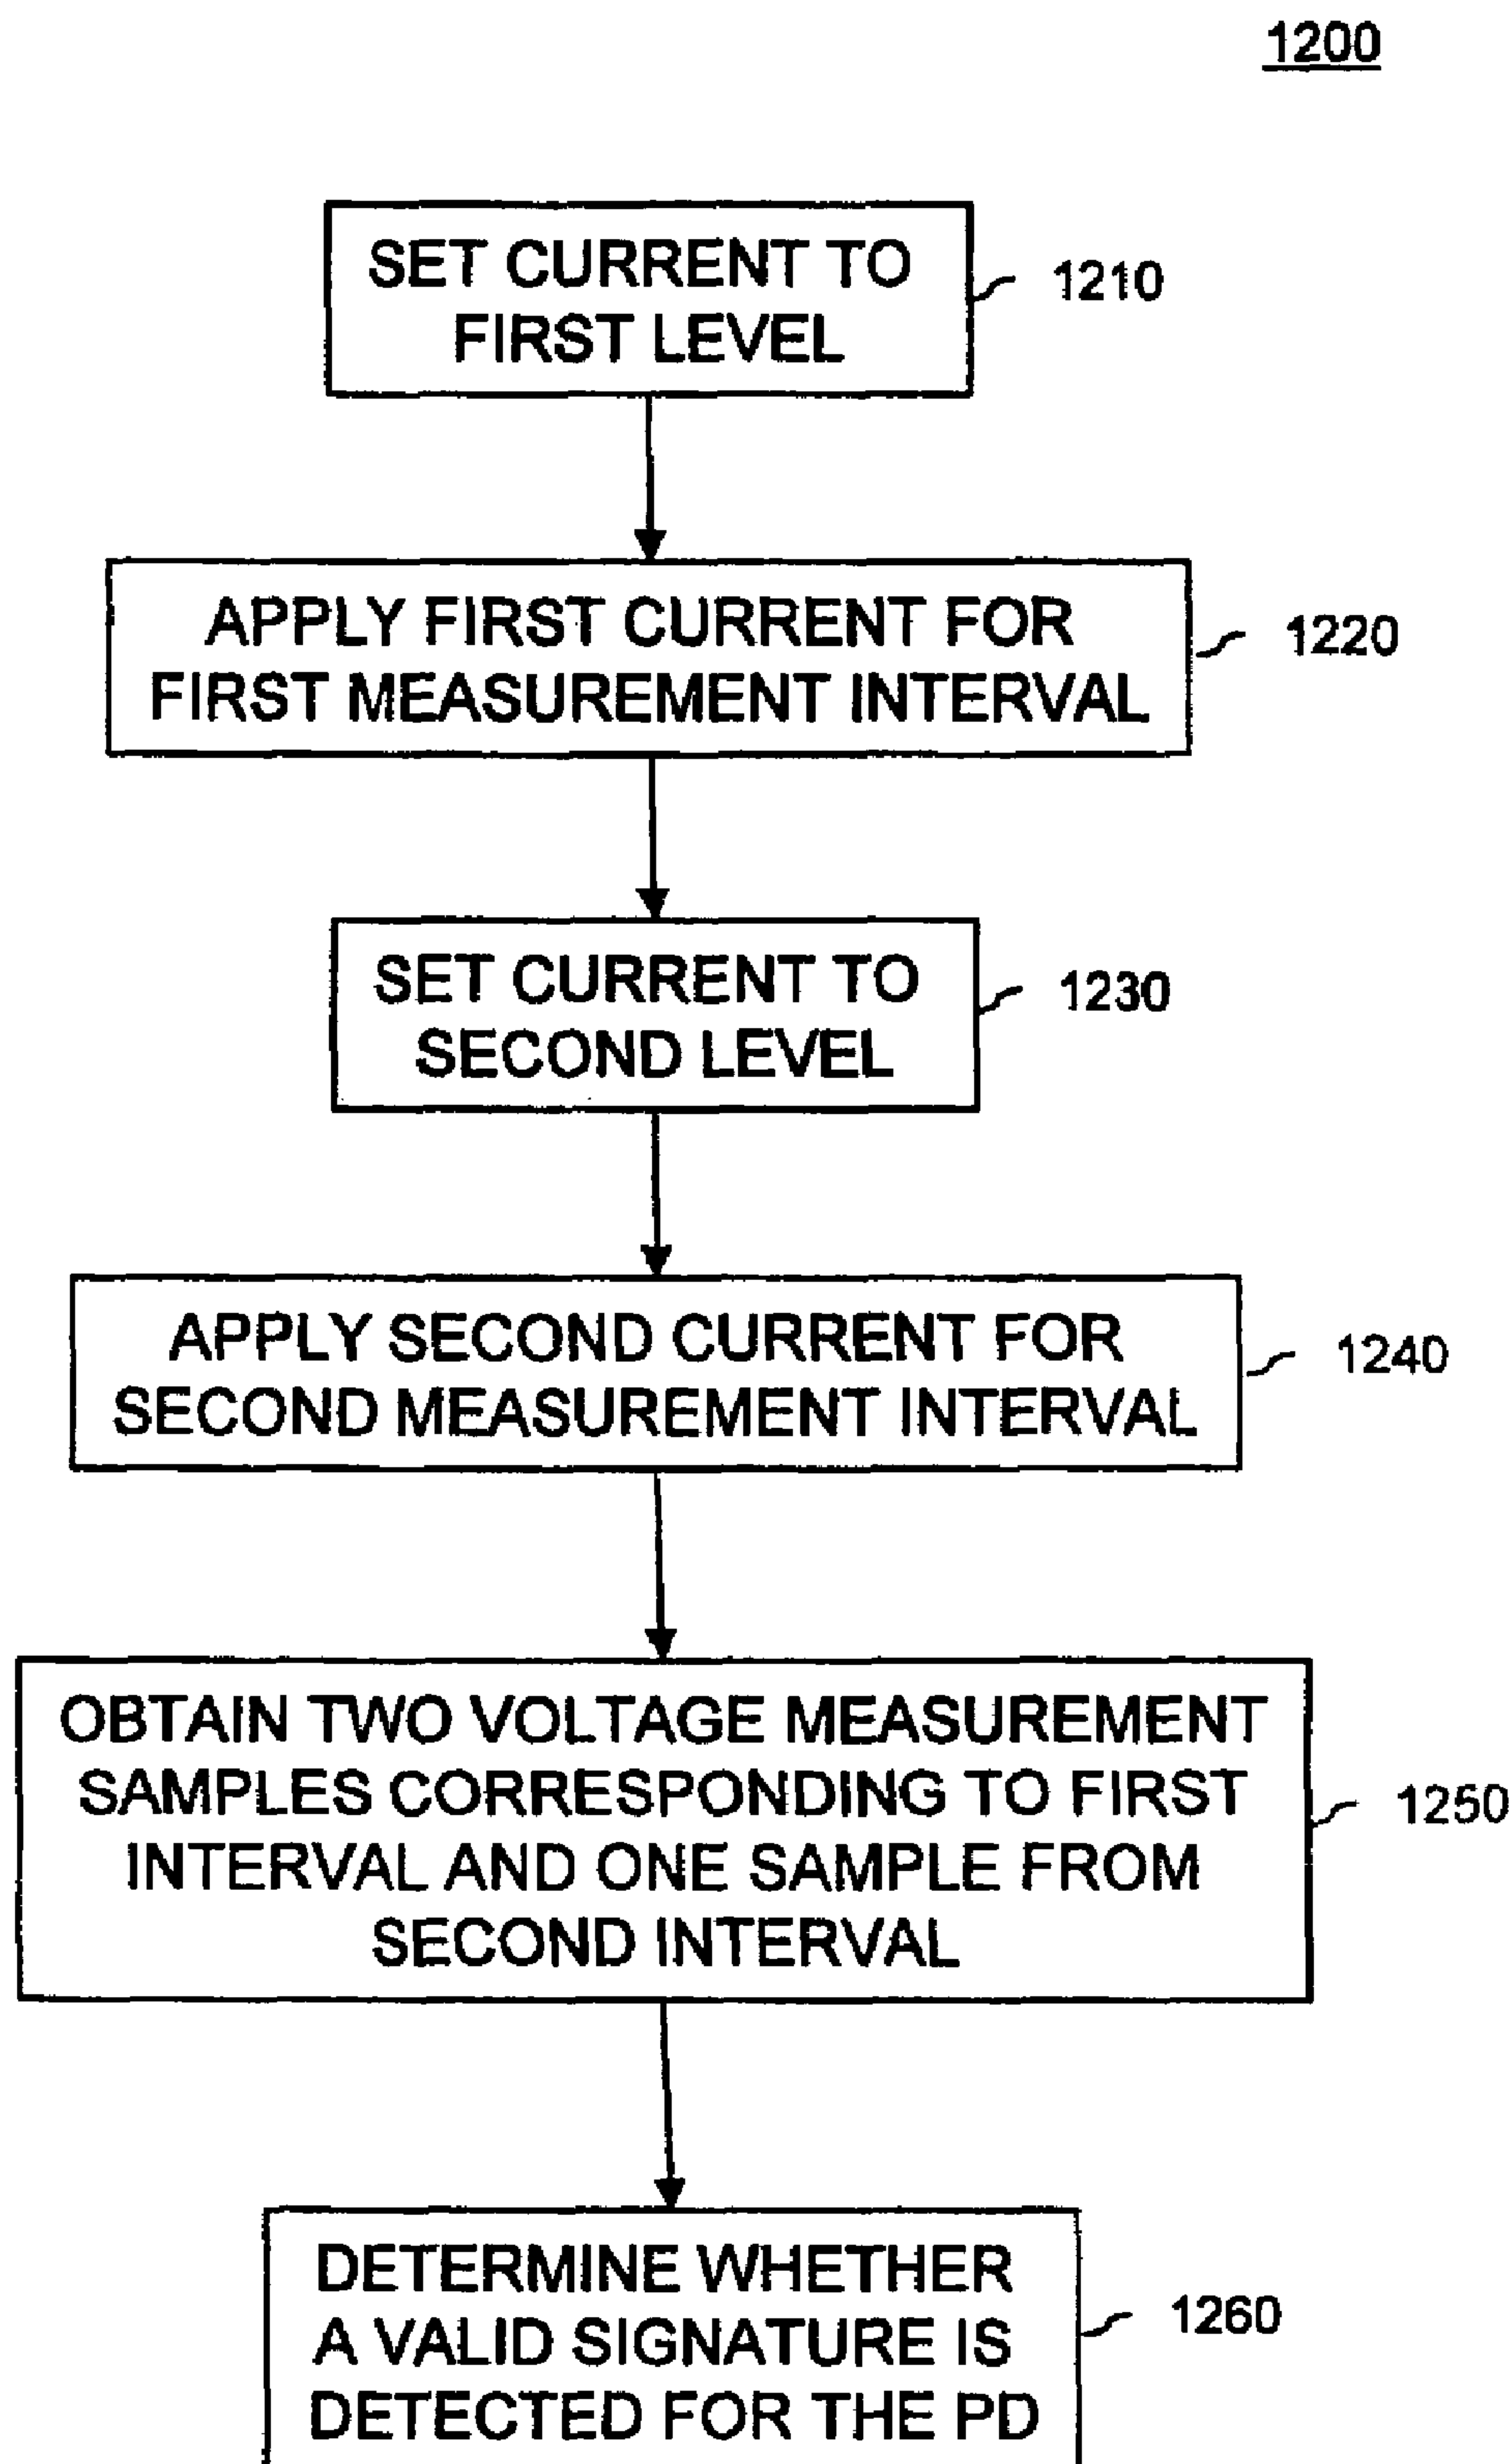 1200
SET CURRENT TO
FIRST LEVEL
1210
APPLY FIRST CURRENT FOR
FIRST MEASUREMENT INTERVAL
1220
SET CURRENT TO
SECOND LEVEL
1230
APPLY SECOND CURRENT FOR
SECOND MEASUREMENT INTERVAL
1240
OBTAIN TWO VOLTAGE MEASUREMENT
SAMPLES CORRESPONDING TO FIRST
INTERVAL AND ONE SAMPLE FROM
SECOND INTERVAL
1250
DETERMINE WHETHER
A VALID SIGNATURE IS
DETECTED FOR THE PD
1260